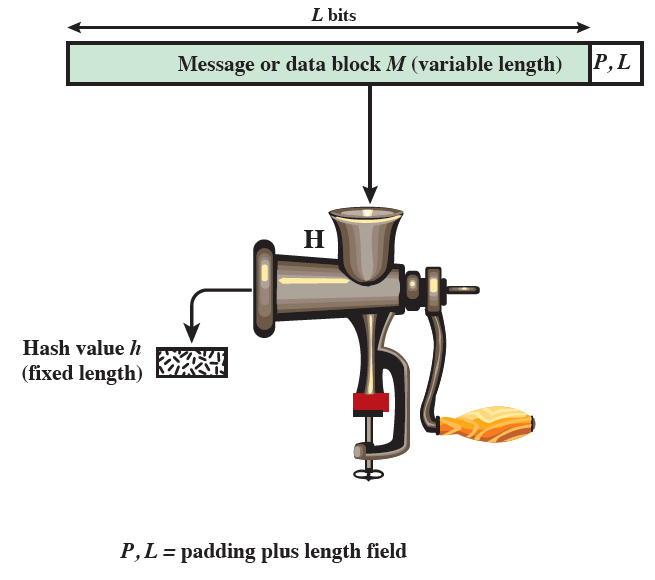 L bits
Message or data block M (variable length)
P, L
H
Hash value h
(fixed length)
P, L = padding plus length field